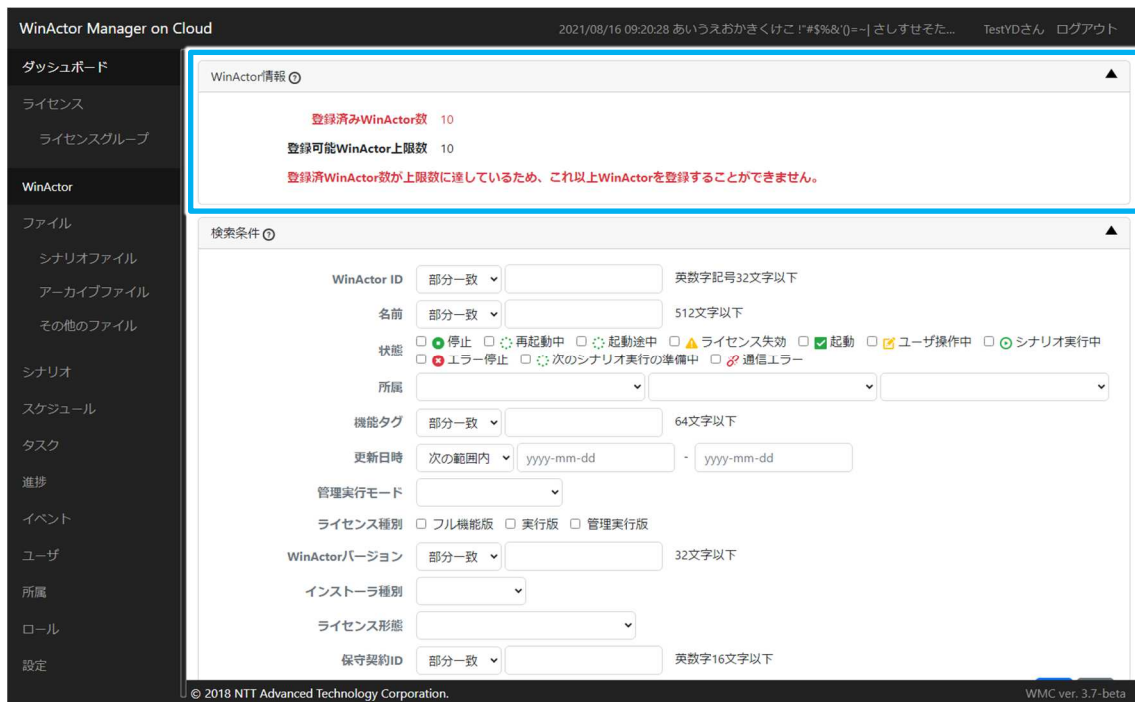 WinActor Manager on Cloud
2021/08/16 09:20:28 あいうえおかきくけこ !"#$%&'()=~| さしすせそた... TestYDさん ログアウト
ダッシュボード
ライセンス
ライセンスグループ
WinActor
ファイル
シナリオファイル
アーカイブファイル
その他のファイル
シナリオ
スケジュール
タスク
進捗
イベント
ユーザ
所属
ロール
設定
WinActor情報
登録済みWinActor数 10
登録可能WinActor上限数 10
登録済WinActor数が上限数に達しているため、これ以上WinActorを登録することができません。
検索条件
WinActor ID 部分一致 英数字記号32文字以下
名前 部分一致 512文字以下
状態 停止 再起動中 起動途中 ライセンス失効 起動 ユーザ操作中 シナリオ実行中
エラー停止 次のシナリオ実行の準備中 通信エラー
所属
機能タグ 部分一致 64文字以下
更新日時 次の範囲内 yyyy-mm-dd - yyyy-mm-dd
管理実行モード
ライセンス種別 フル機能版 実行版 管理実行版
WinActorバージョン 部分一致 32文字以下
インストーラ種別
ライセンス形態
保守契約ID 部分一致 英数字16文字以下
© 2018 NTT Advanced Technology Corporation. WMC ver. 3.7-beta